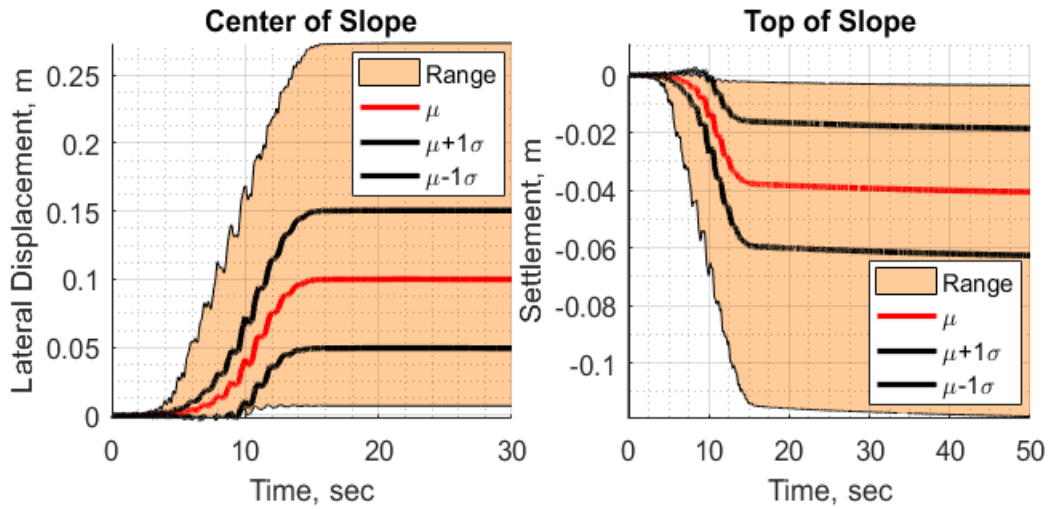 Center of Slope
Lateral Displacement, m
0.25
0.2
0.15
0.1
0.05
0
Range
μ
μ+1σ
μ-1σ
0
10
20
30
Time, sec
Top of Slope
Settlement, m
0
-0.02
-0.04
-0.06
-0.08
-0.1
Range
μ
μ+1σ
μ-1σ
0
10
20
30
40
50
Time, sec